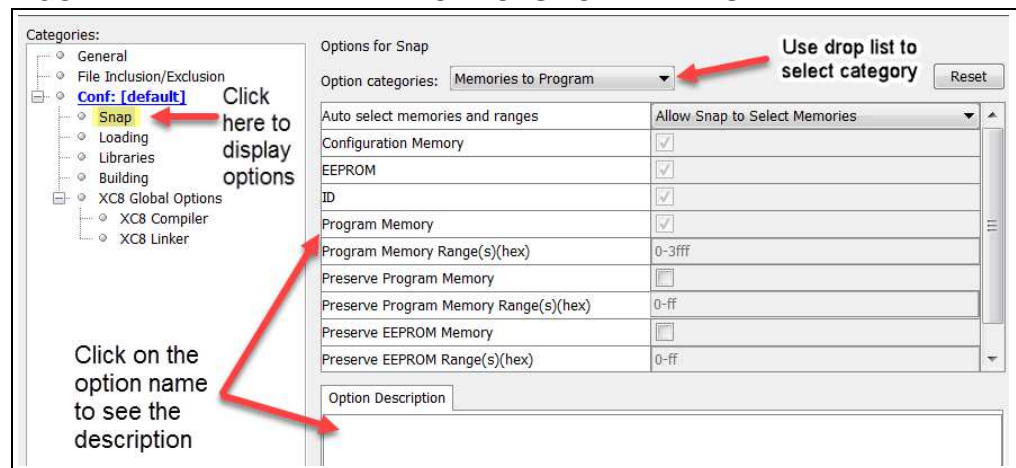 Categories:
General
File Inclusion/Exclusion
Conf: [default]
Snap
Loading
Libraries
Building
XC8 Global Options
XC8 Compiler
XC8 Linker
Click
here to
display
options
Click on the
option name
to see the
description
Options for Snap
Option categories: Memories to Program
Use drop list to
select category
Reset
Auto select memories and ranges Allow Snap to Select Memories
Configuration Memory
EEPROM
ID
Program Memory
Program Memory Range(s)(hex) 0-3fff
Preserve Program Memory
Preserve Program Memory Range(s)(hex) 0-ff
Preserve EEPROM Memory
Preserve EEPROM Range(s)(hex) 0-ff
Option Description